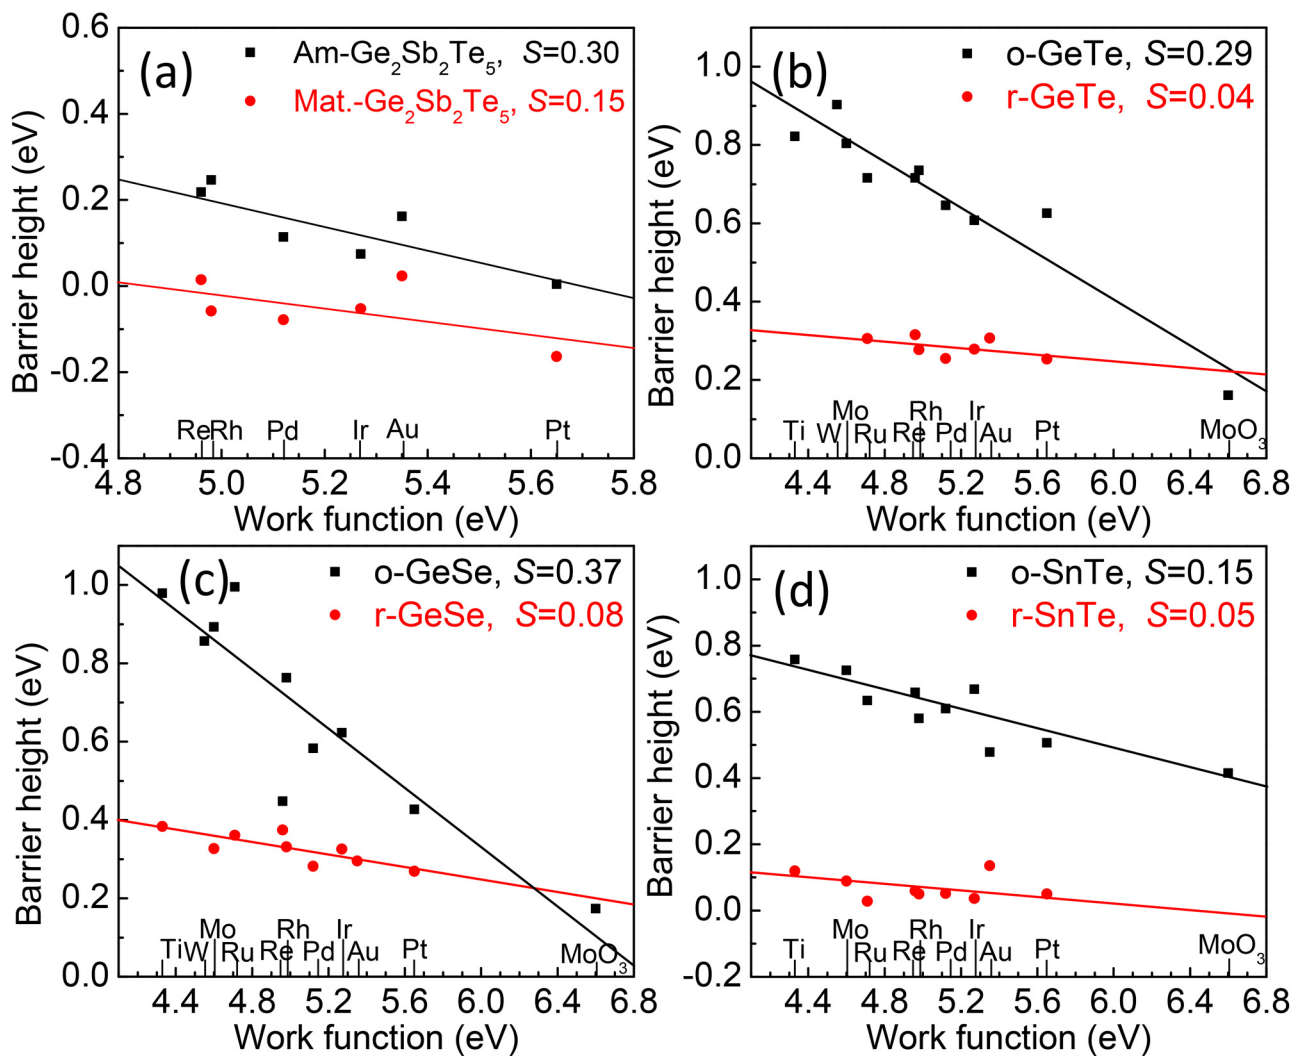 (a)
Am-Ge2Sb2Te5, S=0.30
Mat.-Ge2Sb2Te5, S=0.15
Barrier height (eV)
0.6
0.4
0.2
0.0
-0.2
-0.4
Re Rh Pd Ir Au Pt
4.8 5.0 5.2 5.4 5.6 5.8
Work function (eV)
(b)
o-GeTe, S=0.29
r-GeTe, S=0.04
Barrier height (eV)
1.0
0.8
0.6
0.4
0.2
0.0
Ti W Mo Ru Re Rh Pd Ir Au Pt MoO3
4.4 4.8 5.2 5.6 6.0 6.4 6.8
Work function (eV)
(c)
o-GeSe, S=0.37
r-GeSe, S=0.08
Barrier height (eV)
1.0
0.8
0.6
0.4
0.2
0.0
Ti W Mo Ru Re Rh Pd Ir Au Pt MoO3
4.4 4.8 5.2 5.6 6.0 6.4 6.8
Work function (eV)
(d)
o-SnTe, S=0.15
r-SnTe, S=0.05
Barrier height (eV)
1.0
0.8
0.6
0.4
0.2
0.0
-0.2
Ti Mo Ru Re Rh Pd Ir Au Pt MoO3
4.4 4.8 5.2 5.6 6.0 6.4 6.8
Work function (eV)